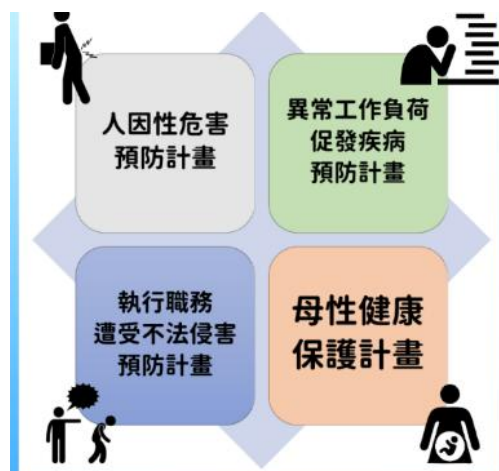 人因性危害
預防計畫
異常工作負荷
促發疾病
預防計畫
執行職務
遭受不法侵害
預防計畫
母性健康
保護計畫